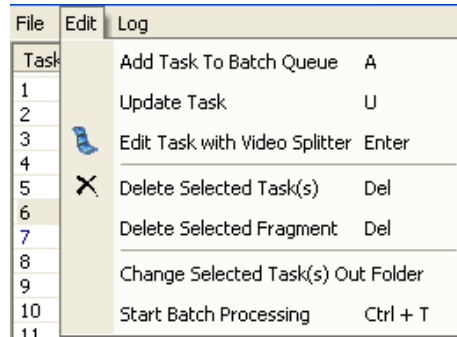 File Edit Log
Task
1
Add Task To Batch Queue A
2
Update Task U
3
Edit Task with Video Splitter Enter
4
5
Delete Selected Task(s) Del
6
7
Delete Selected Fragment Del
8
9
Change Selected Task(s) Out Folder
10
Start Batch Processing Ctrl + T
11